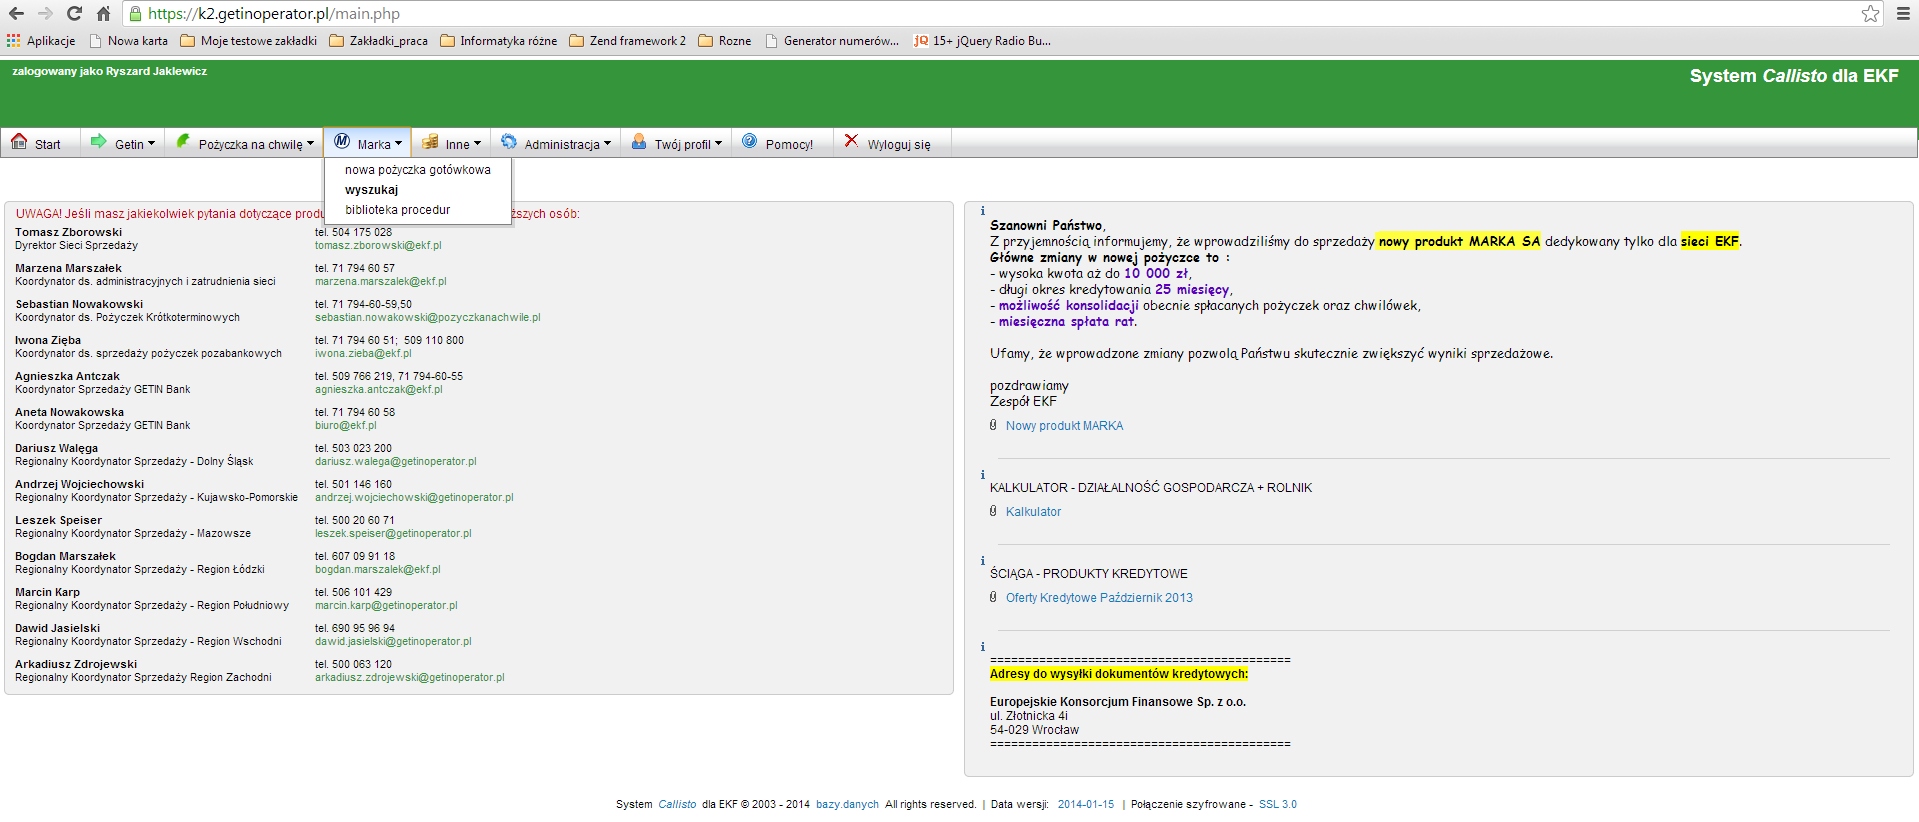 https://k2.getinoperator.pl/main.php
Aplikacje Nowa karta Moje testowe zakładki Zakładki_praca Informatyka różne Zend framework 2 Rozne Generator numerów... jQ 15+ jQuery Radio Bu...
zalogowany jako Ryszard Jaklewicz
System Callisto dla EKF
Start Getin Pożyczka na chwilę M Marka Inne Administracja Twój profil Pomocy! Wyloguj się
nowa pożyczka gotówkowa
wyszukaj
biblioteka procedur
UWAGA! Jeśli masz jakiekolwiek pytania dotyczące produ ższych osób:
Tomasz Zborowski tel. 504 175 028
Dyrektor Sieci Sprzedaży tomasz.zborowski@ekf.pl
Marzena Marszałek tel. 71 794 60 57
Koordynator ds. administracyjnych i zatrudnienia sieci marzena.marszalek@ekf.pl
Sebastian Nowakowski tel. 71 794-60-59,50
Koordynator ds. Pożyczek Krótkoterminowych sebastian.nowakowski@pozyczkanachwile.pl
Iwona Zięba tel. 71 794 60 51; 509 110 800
Koordynator ds. sprzedaży pożyczek pozabankowych iwona.zieba@ekf.pl
Agnieszka Antczak tel. 509 766 219, 71 794-60-55
Koordynator Sprzedaży GETIN Bank agnieszka.antczak@ekf.pl
Aneta Nowakowska tel. 71 794 60 58
Koordynator Sprzedaży GETIN Bank biuro@ekf.pl
Dariusz Walęga tel. 503 023 200
Regionalny Koordynator Sprzedaży - Dolny Śląsk dariusz.walega@getinoperator.pl
Andrzej Wojciechowski tel. 501 146 160
Regionalny Koordynator Sprzedaży - Kujawsko-Pomorskie andrzej.wojciechowski@getinoperator.pl
Leszek Speiser tel. 500 20 60 71
Regionalny Koordynator Sprzedaży - Mazowsze leszek.speiser@getinoperator.pl
Bogdan Marszałek tel. 607 09 91 18
Regionalny Koordynator Sprzedaży - Region Łódzki bogdan.marszalek@ekf.pl
Marcin Karp tel. 506 101 429
Regionalny Koordynator Sprzedaży - Region Południowy marcin.karp@getinoperator.pl
Dawid Jasielski tel. 690 95 96 94
Regionalny Koordynator Sprzedaży - Region Wschodni dawid.jasielski@getinoperator.pl
Arkadiusz Zdrojewski tel. 500 063 120
Regionalny Koordynator Sprzedaży Region Zachodni arkadiusz.zdrojewski@getinoperator.pl
Szanowni Państwo,
Z przyjemnością informujemy, że wprowadziliśmy do sprzedaży nowy produkt MARKA SA dedykowany tylko dla sieci EKF.
Główne zmiany w nowej pożyczce to :
- wysoka kwota aż do 10 000 zł,
- długi okres kredytowania 25 miesięcy,
- możliwość konsolidacji obecnie spłacanych pożyczek oraz chwilówek,
- miesięczna spłata rat.
Ufamy, że wprowadzone zmiany pozwolą Państwu skutecznie zwiększyć wyniki sprzedażowe.
pozdrawiamy
Zespół EKF
Nowy produkt MARKA
KALKULATOR - DZIAŁALNOŚĆ GOSPODARCZA + ROLNIK
Kalkulator
ŚCIĄGA - PRODUKTY KREDYTOWE
Oferty Kredytowe Październik 2013
===========================================
Adresy do wysyłki dokumentów kredytowych:
Europejskie Konsorcjum Finansowe Sp. z o.o.
ul. Złotnicka 4i
54-029 Wrocław
===========================================
System Callisto dla EKF © 2003 - 2014 bazy.danych All rights reserved. | Data wersji: 2014-01-15 | Połączenie szyfrowane - SSL 3.0